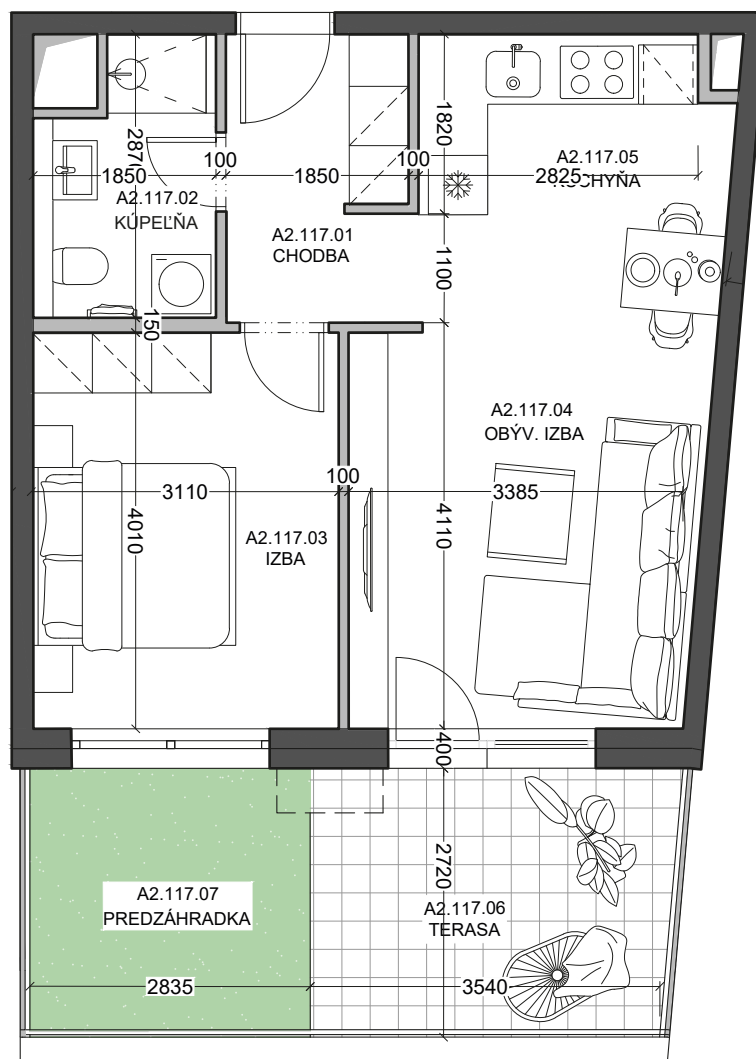 1820
2870
100
100
1850
1850
2825
A2.117.05
KUCHYŇA
A2.117.02
KÚPEĽŇA
A2.117.01
CHODBA
1100
150
A2.117.04
OBÝV. IZBA
100
3110
3385
4010
4110
A2.117.03
IZBA
400
2720
A2.117.07
PREDZÁHRADKA
A2.117.06
TERASA
2835
3540